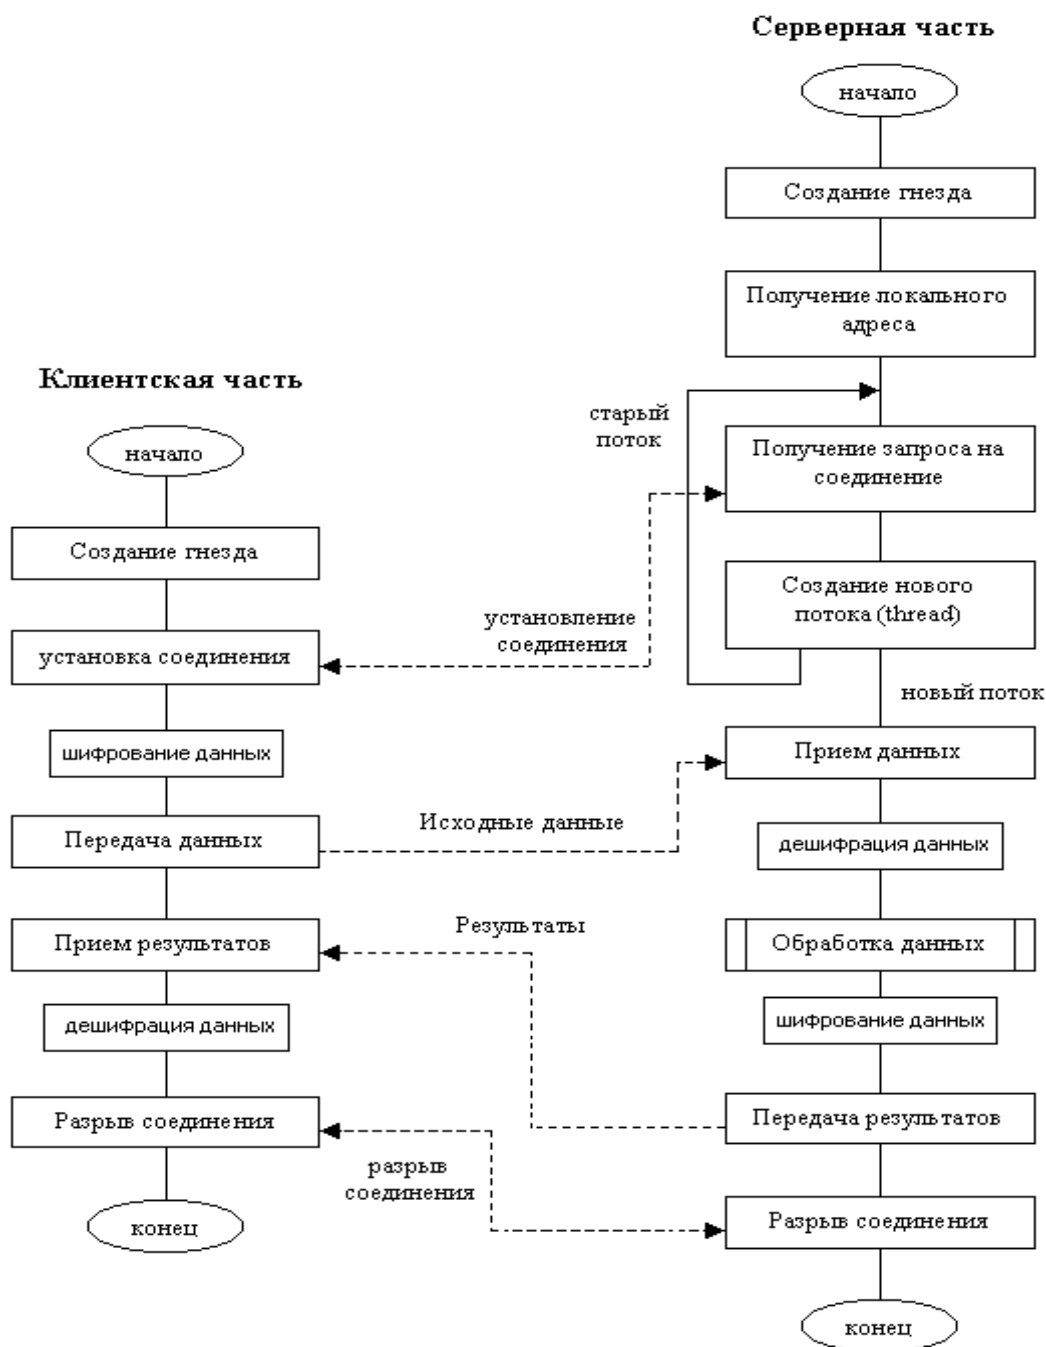 Серверная часть
начало
Создание гнезда
Получение локального
адреса
Клиентская часть
старый
поток
начало
Получение запроса на
соединение
Создание гнезда
Создание нового
потока (thread)
установление
соединения
установка соединения
новый поток
шифрование данных
Прием данных
Исходные данные
Передача данных
дешифрация данных
Результаты
Прием результатов
Обработка данных
дешифрация данных
шифрование данных
Разрыв соединения
Передача результатов
разрыв
соединения
конец
Разрыв соединения
конец